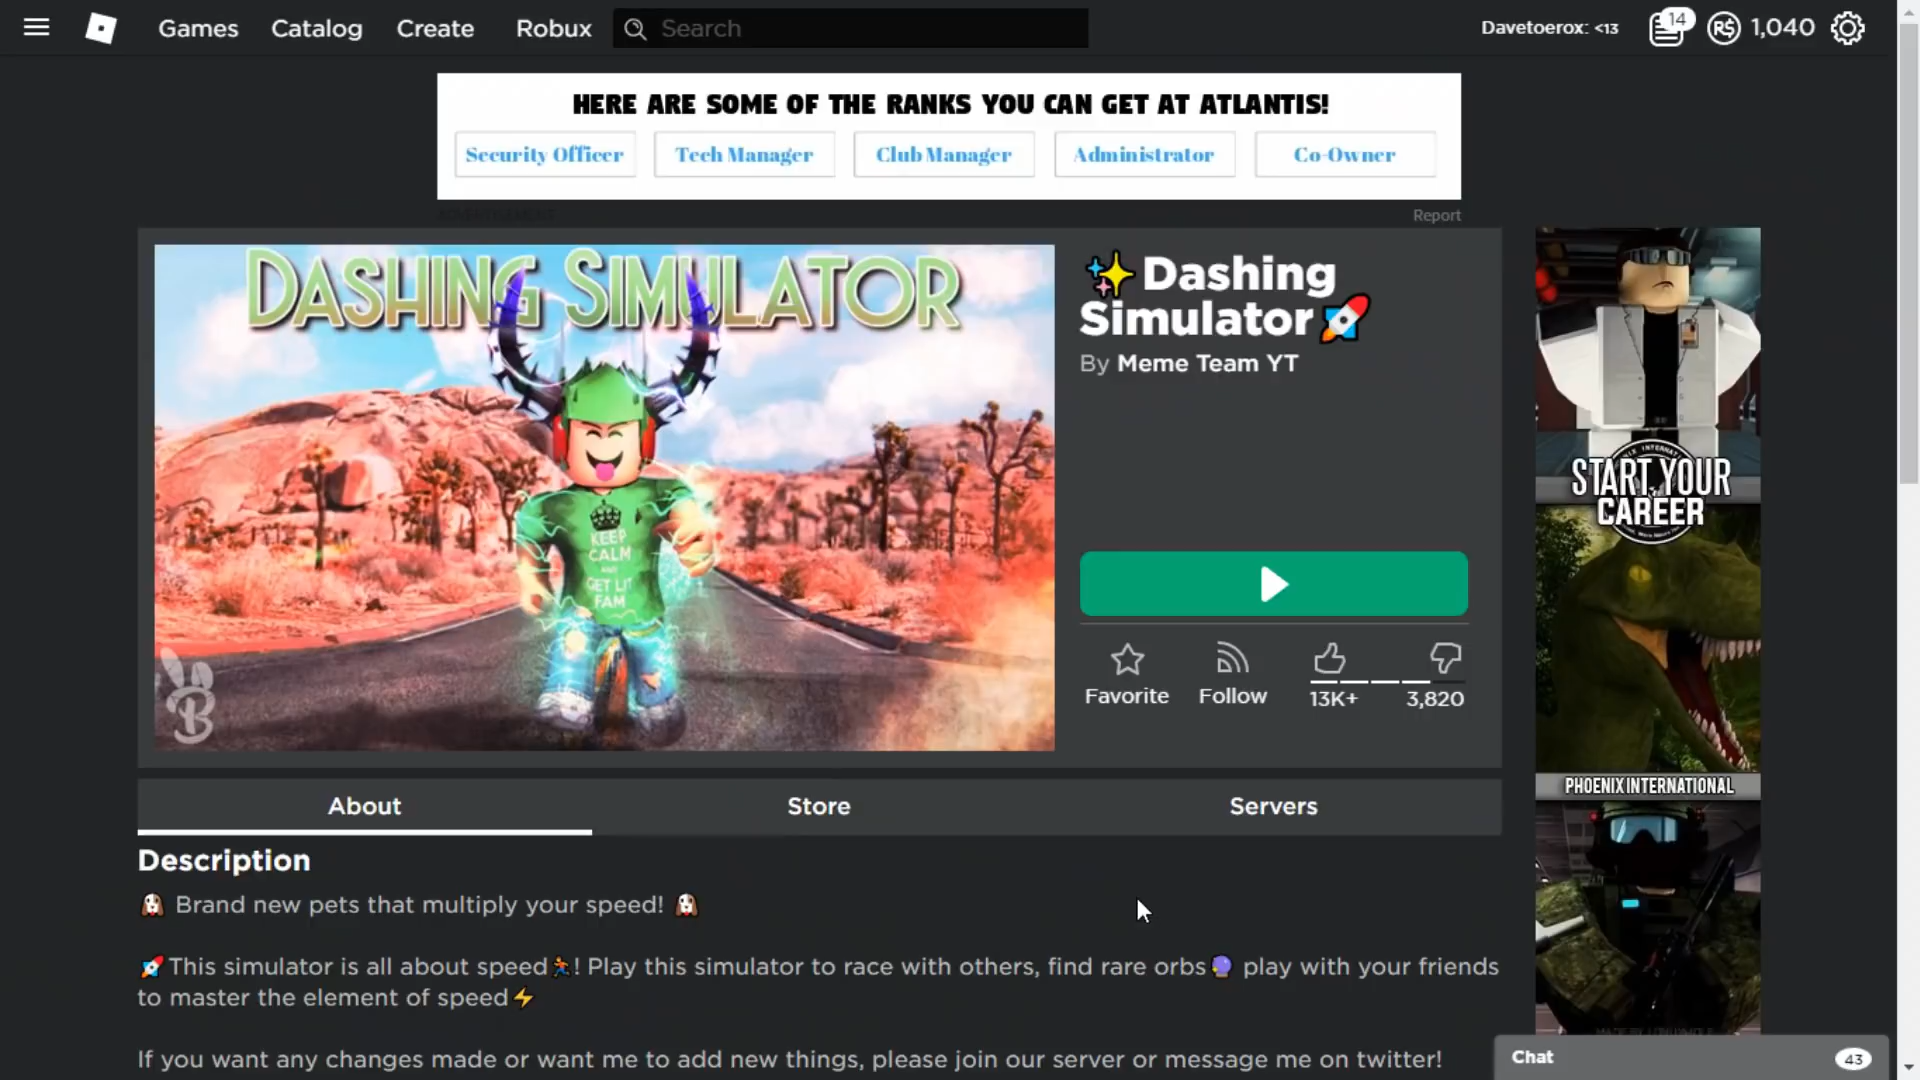 Games Catalog Create Robux Search Davetoerox: <13 14 R$ 1,040
HERE ARE SOME OF THE RANKS YOU CAN GET AT ATLANTIS!
Security Officer Tech Manager Club Manager Administrator Co-Owner
ADVERTISEMENT Report
DASHING SIMULATOR
KEEP
CALM
AND
GET LIT
FAM
B
✨Dashing
Simulator🚀
By Meme Team YT
Favorite Follow 13K+ 3,820
START YOUR
CAREER
PHOENIX INTERNATIONAL
About Store Servers
Description
🐶 Brand new pets that multiply your speed! 🐶
🚀This simulator is all about speed🏃! Play this simulator to race with others, find rare orbs🔮 play with your friends
to master the element of speed⚡
If you want any changes made or want me to add new things, please join our server or message me on twitter!
Chat 43